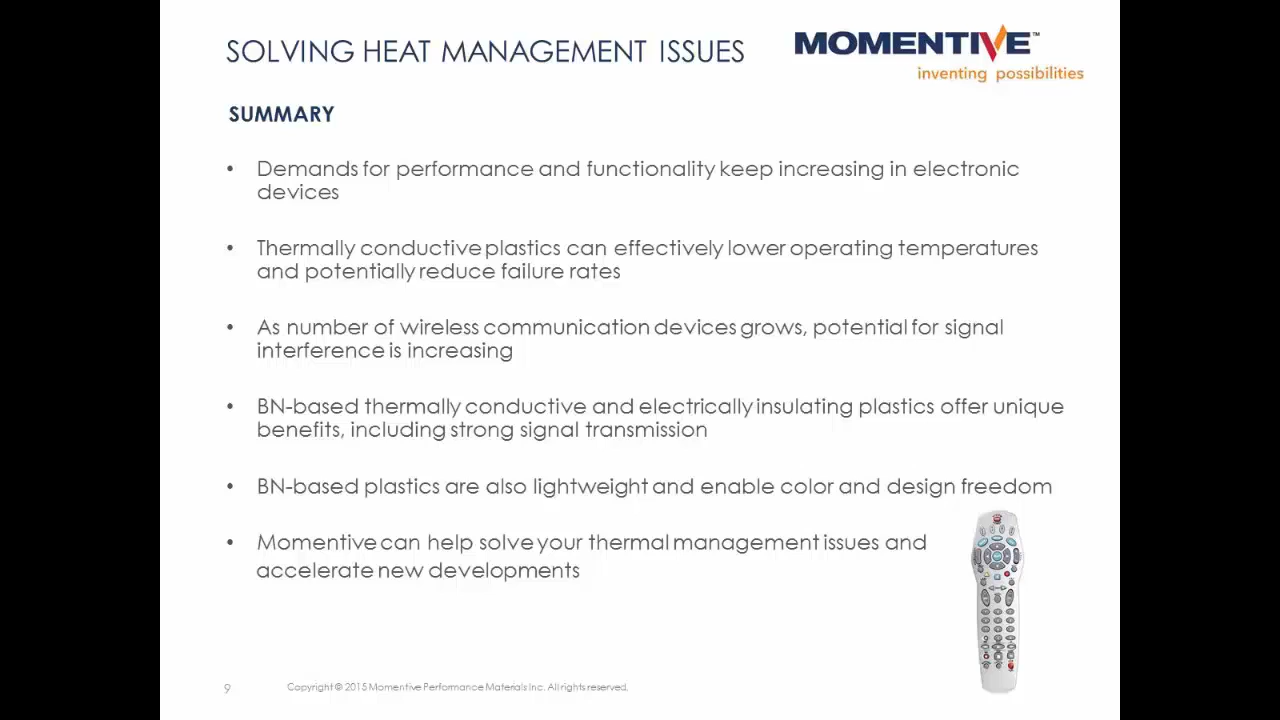 SOLVING HEAT MANAGEMENT ISSUES
MOMENTIVE™
inventing possibilities
SUMMARY
• Demands for performance and functionality keep increasing in electronic
devices
• Thermally conductive plastics can effectively lower operating temperatures
and potentially reduce failure rates
• As number of wireless communication devices grows, potential for signal
interference is increasing
• BN-based thermally conductive and electrically insulating plastics offer unique
benefits, including strong signal transmission
• BN-based plastics are also lightweight and enable color and design freedom
• Momentive can help solve your thermal management issues and
accelerate new developments
9
Copyright © 2015 Momentive Performance Materials Inc. All rights reserved.